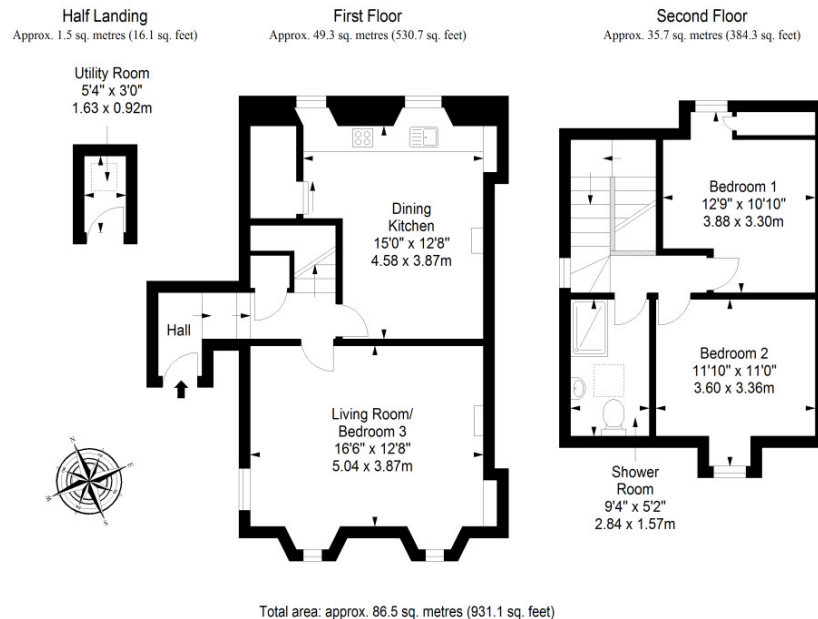 Half Landing
Approx. 1.5 sq. metres (16.1 sq. feet)
Utility Room
5'4" x 3'0"
1.63 x 0.92m
First Floor
Approx. 49.3 sq. metres (530.7 sq. feet)
Dining
Kitchen
15'0" x 12'8"
4.58 x 3.87m
Hall
Living Room/
Bedroom 3
16'6" x 12'8"
5.04 x 3.87m
Second Floor
Approx. 35.7 sq. metres (384.3 sq. feet)
Bedroom 1
12'9" x 10'10"
3.88 x 3.30m
Bedroom 2
11'10" x 11'0"
3.60 x 3.36m
Shower
Room
9'4" x 5'2"
2.84 x 1.57m
N
E
W
S
Total area: approx. 86.5 sq. metres (931.1 sq. feet)